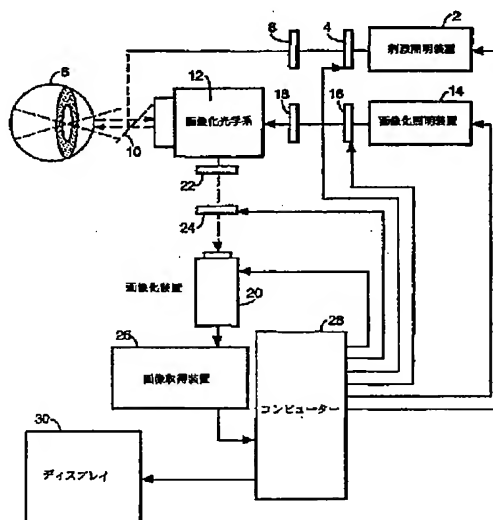 2
8
4
刺激照明装置
6
12
14
画像化光学系
18
16
画像化照明装置
10
22
24
画像化装置
20
28
26
画像取得装置
コンピューター
30
ディスプレイ